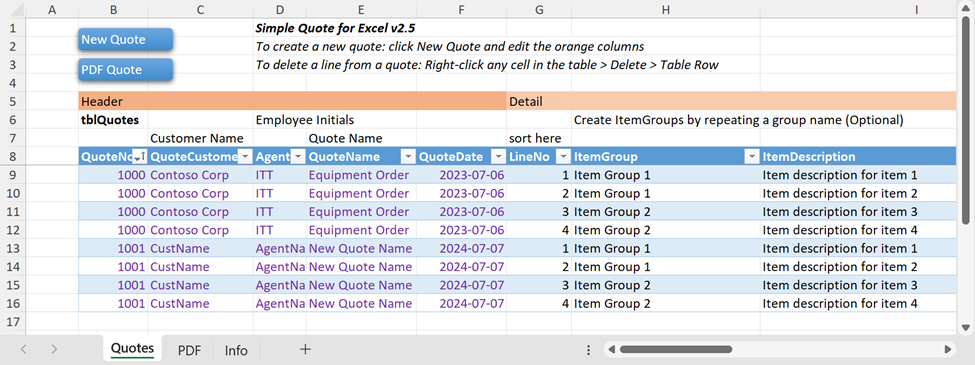 A B C D E F G H I
1 Simple Quote for Excel v2.5
New Quote
2 To create a new quote: click New Quote and edit the orange columns
3 To delete a line from a quote: Right-click any cell in the table > Delete > Table Row
PDF Quote
4
5 Header Detail
6 tblQuotes Employee Initials Create ItemGroups by repeating a group name (Optional)
7 Customer Name Quote Name sort here
8 QuoteNo QuoteCustome Agent QuoteName QuoteDate LineNo ItemGroup ItemDescription
9 1000 Contoso Corp ITT Equipment Order 2023-07-06 1 Item Group 1 Item description for item 1
10 1000 Contoso Corp ITT Equipment Order 2023-07-06 2 Item Group 1 Item description for item 2
11 1000 Contoso Corp ITT Equipment Order 2023-07-06 3 Item Group 2 Item description for item 3
12 1000 Contoso Corp ITT Equipment Order 2023-07-06 4 Item Group 2 Item description for item 4
13 1001 CustName AgentNa New Quote Name 2024-07-07 1 Item Group 1 Item description for item 1
14 1001 CustName AgentNa New Quote Name 2024-07-07 2 Item Group 1 Item description for item 2
15 1001 CustName AgentNa New Quote Name 2024-07-07 3 Item Group 2 Item description for item 3
16 1001 CustName AgentNa New Quote Name 2024-07-07 4 Item Group 2 Item description for item 4
17
Quotes PDF Info